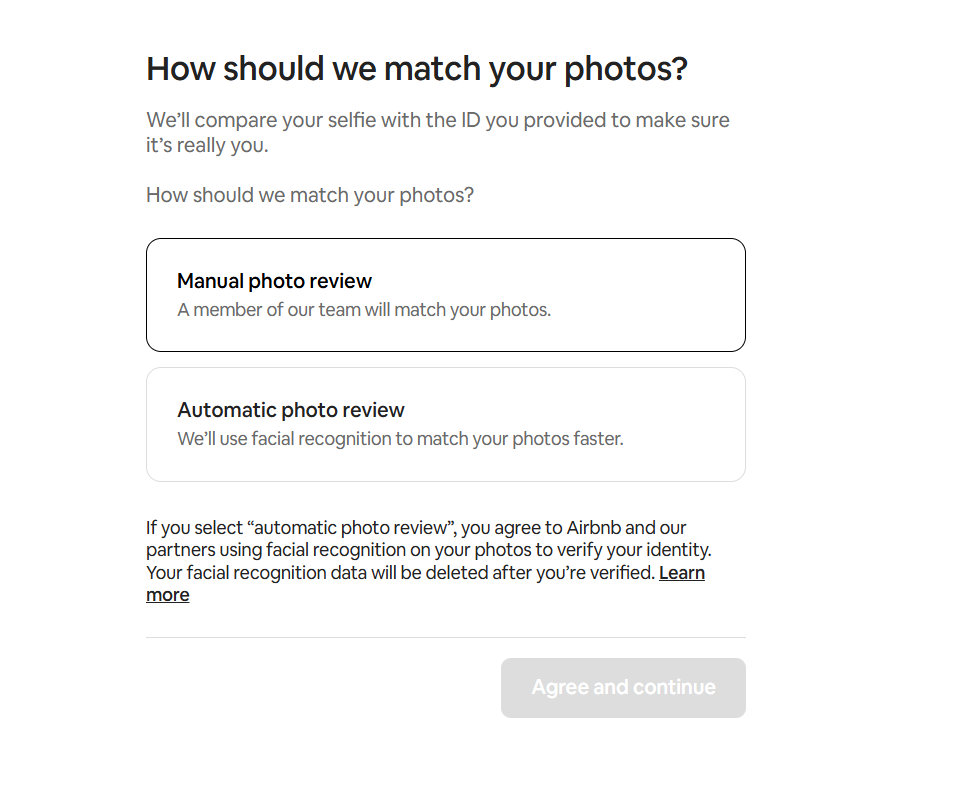 How should we match your photos?
We’ll compare your selfie with the ID you provided to make sure
it’s really you.
How should we match your photos?
Manual photo review
A member of our team will match your photos.
Automatic photo review
We’ll use facial recognition to match your photos faster.
If you select “automatic photo review”, you agree to Airbnb and our
partners using facial recognition on your photos to verify your identity.
Your facial recognition data will be deleted after you’re verified. Learn
more
Agree and continue